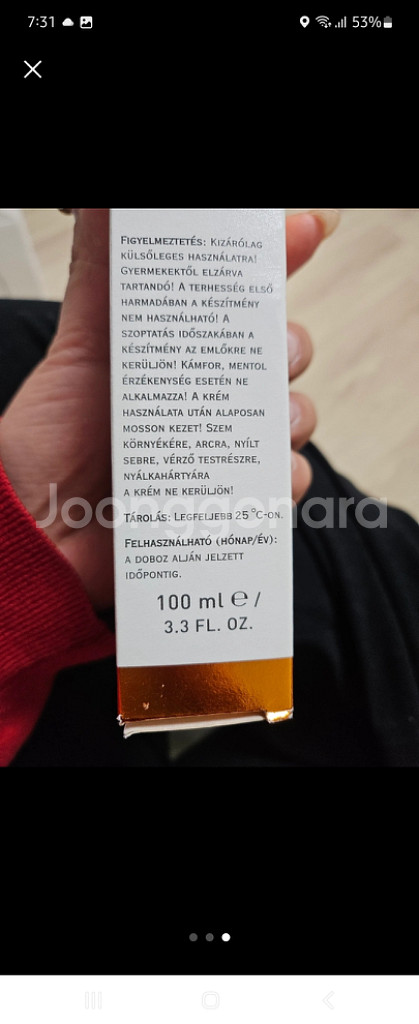 7:31
53%
FIGYELMEZTETÉS: KIZÁRÓLAG
KÜLSŐLEGES HASZNÁLATRA!
GYERMEKEKTŐL ELZÁRVA
TARTANDÓ! A TERHESSÉG ELSŐ
HARMADÁBAN A KÉSZÍTMÉNY
NEM HASZNÁLHATÓ! A
SZOPTATÁS IDŐSZAKÁBAN A
KÉSZÍTMÉNY AZ EMLŐKRE NE
KERÜLJÖN! KÁMFOR, MENTOL
ÉRZÉKENYSÉG ESETÉN NE
ALKALMAZZA! A KRÉM
HASZNÁLATA UTÁN ALAPOSAN
MOSSON KEZET! SZEM
KÖRNYÉKÉRE, ARCRA, NYÍLT
SEBRE, VÉRZŐ TESTRÉSZRE,
NYÁLKAHÁRTYÁRA
A KRÉM NE KERÜLJÖN!
Joonggonara
TÁROLÁS: LEGFELJEBB 25 °C-ON.
FELHASZNÁLHATÓ (HÓNAP/ÉV):
A DOBOZ ALJÁN JELZETT
IDŐPONTIG.
100 ml ℮ /
3.3 FL. OZ.